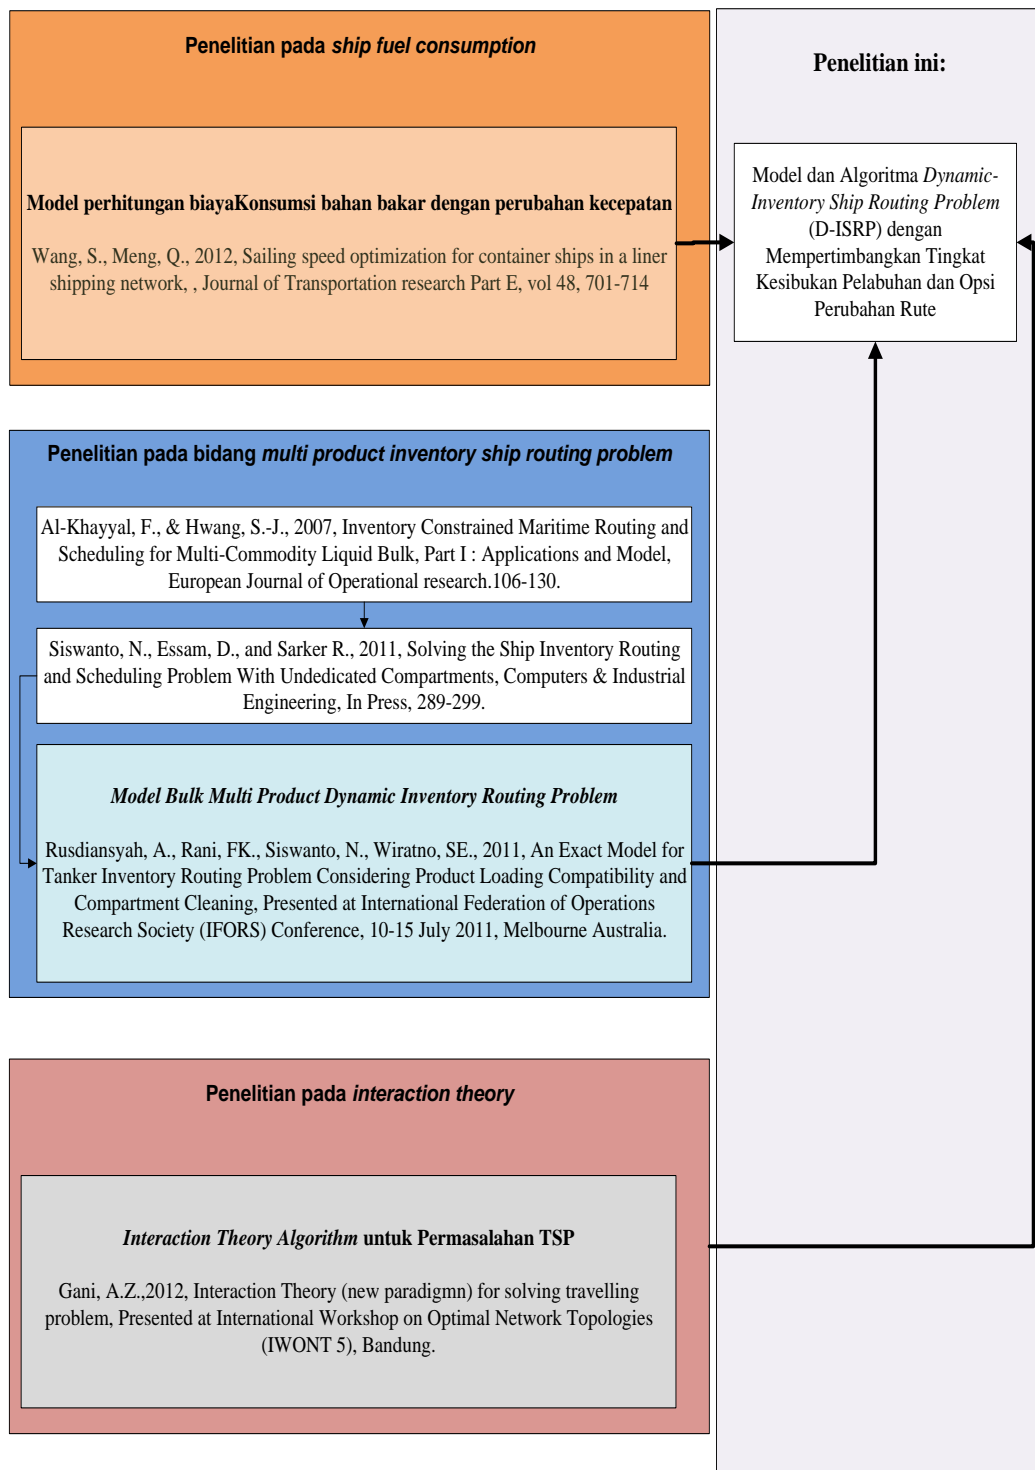 Penelitian pada ship fuel consumption
Model perhitungan biayaKonsumsi bahan bakar dengan perubahan kecepatan
Wang, S., Meng, Q., 2012, Sailing speed optimization for container ships in a liner
shipping network, , Journal of Transportation research Part E, vol 48, 701-714
Penelitian ini:
Model dan Algoritma Dynamic-
Inventory Ship Routing Problem
(D-ISRP) dengan
Mempertimbangkan Tingkat
Kesibukan Pelabuhan dan Opsi
Perubahan Rute
Penelitian pada bidang multi product inventory ship routing problem
Al-Khayyal, F., & Hwang, S.-J., 2007, Inventory Constrained Maritime Routing and
Scheduling for Multi-Commodity Liquid Bulk, Part I : Applications and Model,
European Journal of Operational research.106-130.
Siswanto, N., Essam, D., and Sarker R., 2011, Solving the Ship Inventory Routing
and Scheduling Problem With Undedicated Compartments, Computers & Industrial
Engineering, In Press, 289-299.
Model Bulk Multi Product Dynamic Inventory Routing Problem
Rusdiansyah, A., Rani, FK., Siswanto, N., Wiratno, SE., 2011, An Exact Model for
Tanker Inventory Routing Problem Considering Product Loading Compatibility and
Compartment Cleaning, Presented at International Federation of Operations
Research Society (IFORS) Conference, 10-15 July 2011, Melbourne Australia.
Penelitian pada interaction theory
Interaction Theory Algorithm untuk Permasalahan TSP
Gani, A.Z.,2012, Interaction Theory (new paradigmn) for solving travelling
problem, Presented at International Workshop on Optimal Network Topologies
(IWONT 5), Bandung.